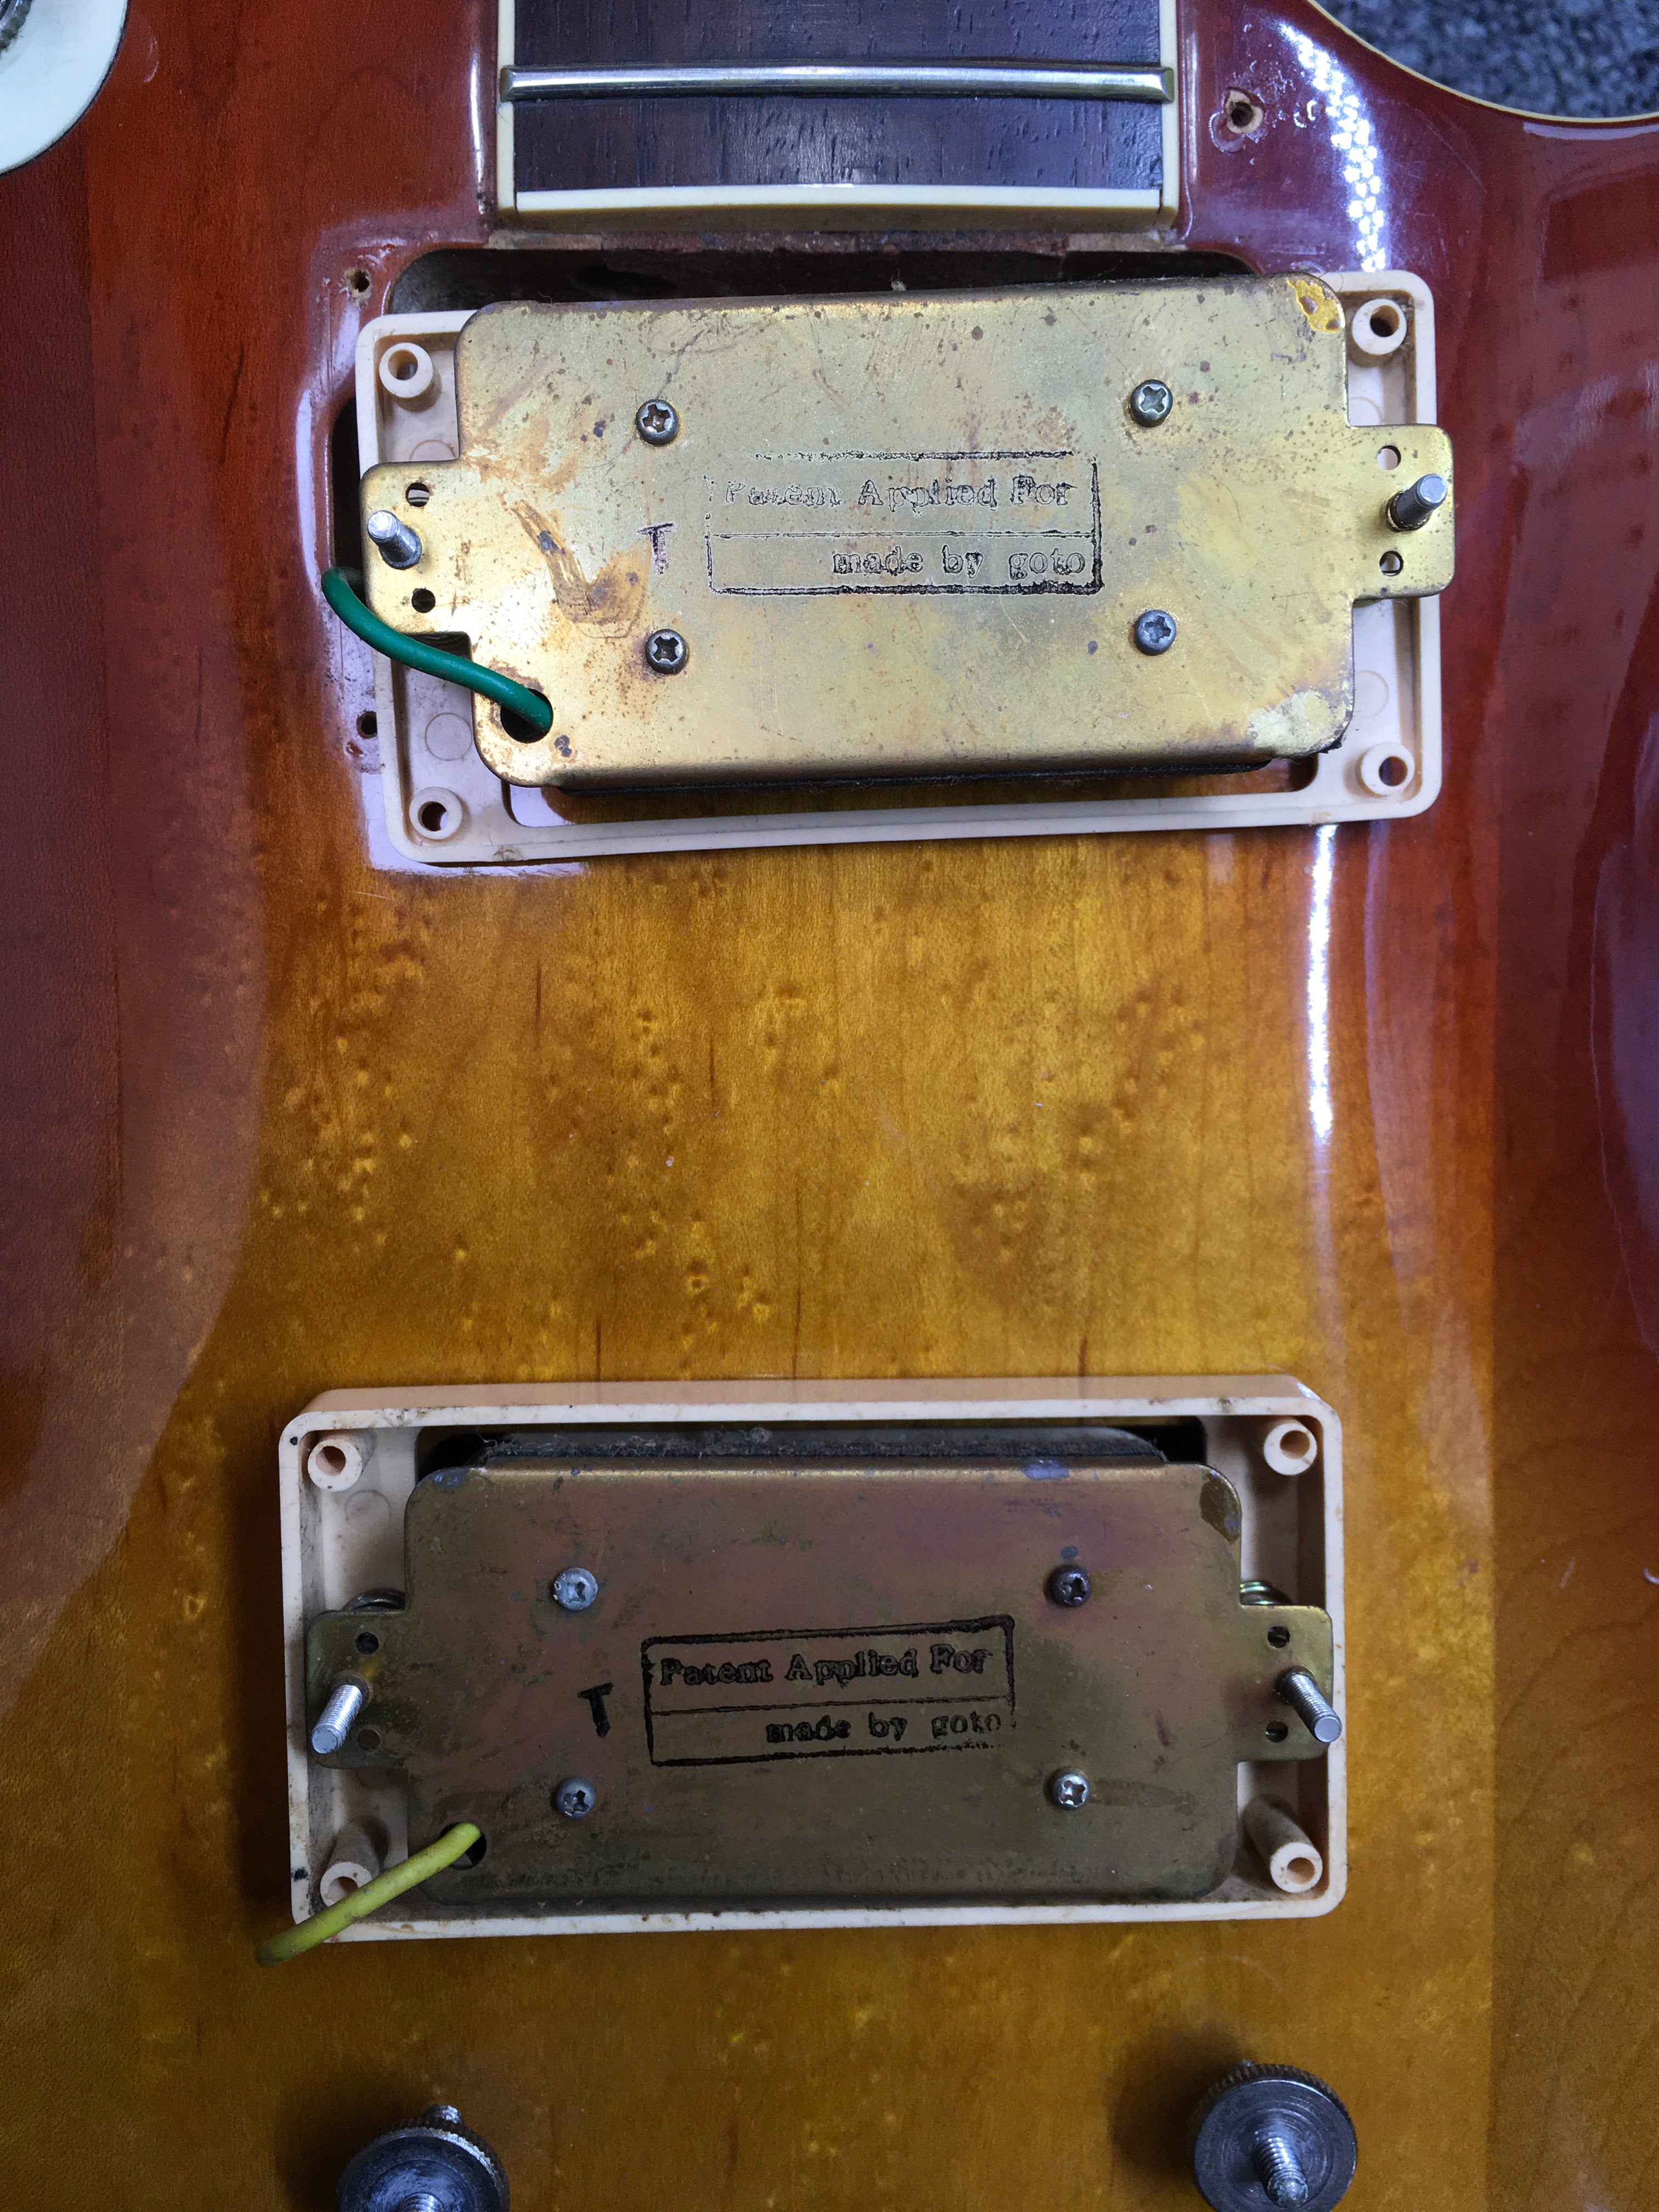 Patent Applied For
T
made by goto
Patent Applied For
T
made by goto